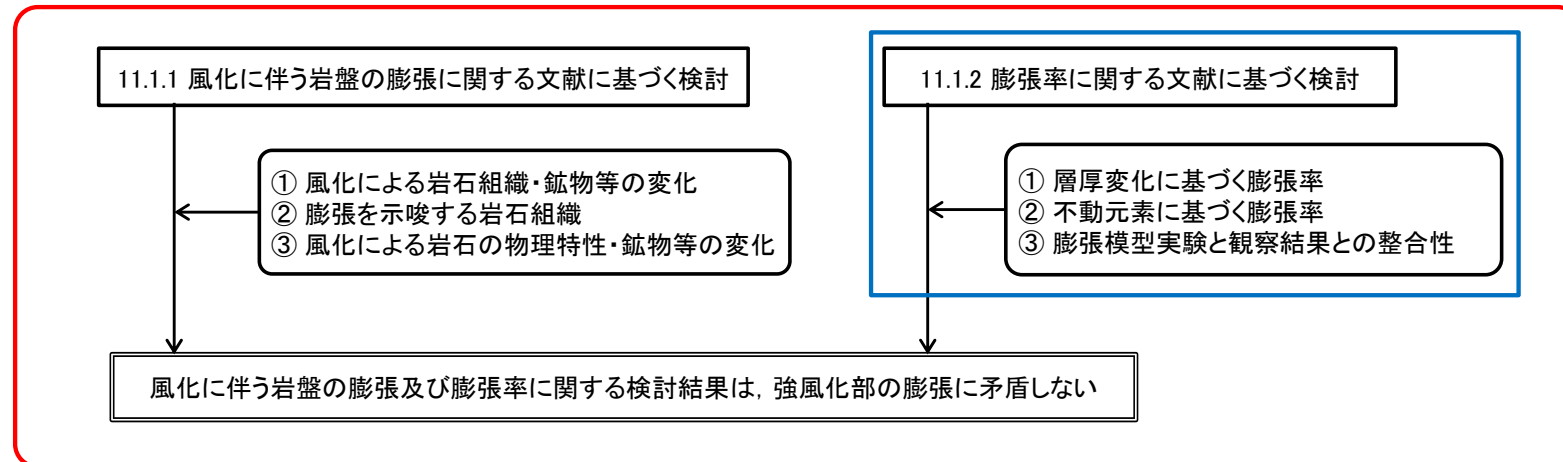 11.1.1 風化に伴う岩盤の膨張に関する文献に基づく検討
① 風化による岩石組織・鉱物等の変化
② 膨張を示唆する岩石組織
③ 風化による岩石の物理特性・鉱物等の変化
11.1.2 膨張率に関する文献に基づく検討
① 層厚変化に基づく膨張率
② 不動元素に基づく膨張率
③ 膨張模型実験と観察結果との整合性
風化に伴う岩盤の膨張及び膨張率に関する検討結果は，強風化部の膨張に矛盾しない